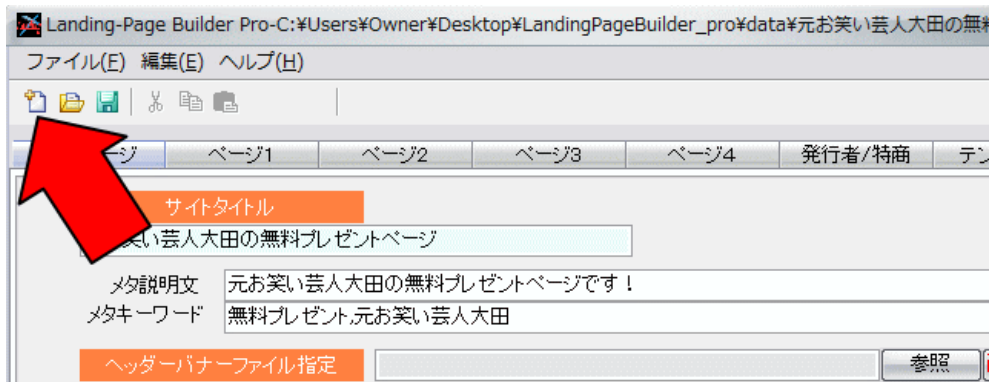 Landing-Page Builder Pro-C:¥Users¥Owner¥Desktop¥LandingPageBuilder_pro¥data¥元お笑い芸人大田の無料
ファイル(F) 編集(E) ヘルプ(H)
ージ ページ1 ページ2 ページ3 ページ4 発行者/特商 テン
サイトタイトル
笑い芸人大田の無料プレゼントページ
メタ説明文 元お笑い芸人大田の無料プレゼントページです！
メタキーワード 無料プレゼント,元お笑い芸人大田
ヘッダーバナーファイル指定 参照